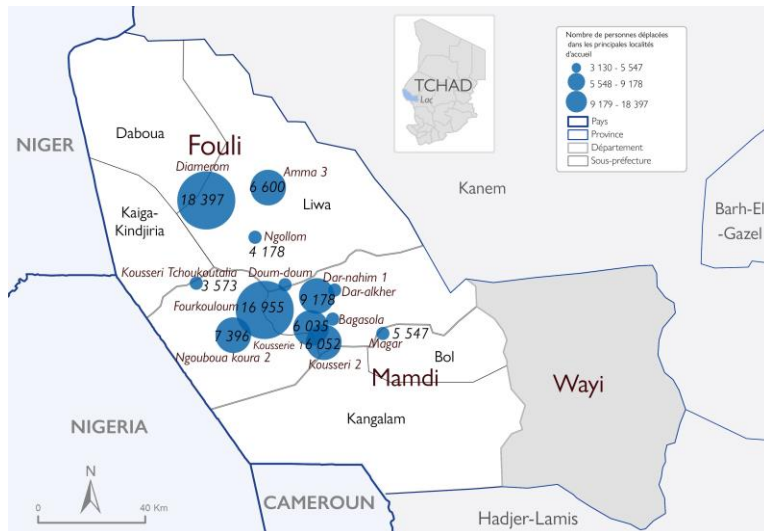 Nombre de personnes déplacées
dans les principales localités
d'accueil
3 130 - 5 547
5 548 - 9 178
9 179 - 18 397
Pays
Province
Département
Sous-préfecture
TCHAD
Lac
NIGER
Daboua
Fouli
Diamerom
18 397
Amma 3
6 600
Liwa
Kanem
Barh-El
-Gazel
Kaiga-
Kindjiria
Ngollom
4 178
Kousseri Tchoukoutalia
3 573
Doum-doum
Dar-nahim 1
9 178
Dar-alkher
Fourkouloum
16 955
6 035
Bagasola
7 396
Kousserie 1
6 052
5 547
Magar
Ngouboua koura 2
Kousseri 2
Bol
Mamdi
Wayi
Kangalam
NIGERIA
N
0 40 Km
CAMEROUN
Hadjer-Lamis